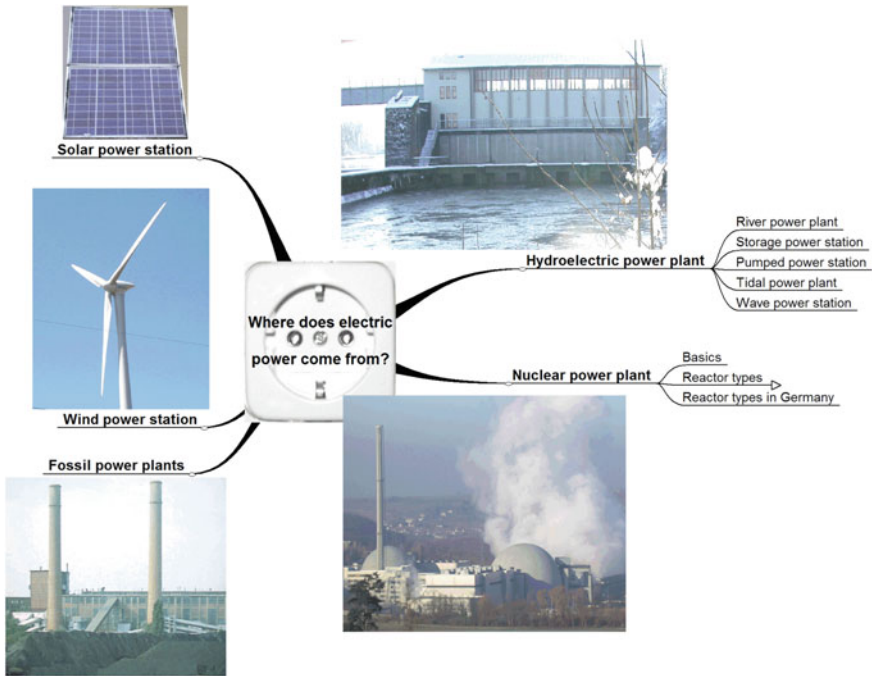 Solar power station
Wind power station
Fossil power plants
Where does electric
power come from?
Hydroelectric power plant
River power plant
Storage power station
Pumped power station
Tidal power plant
Wave power station
Nuclear power plant
Basics
Reactor types
Reactor types in Germany